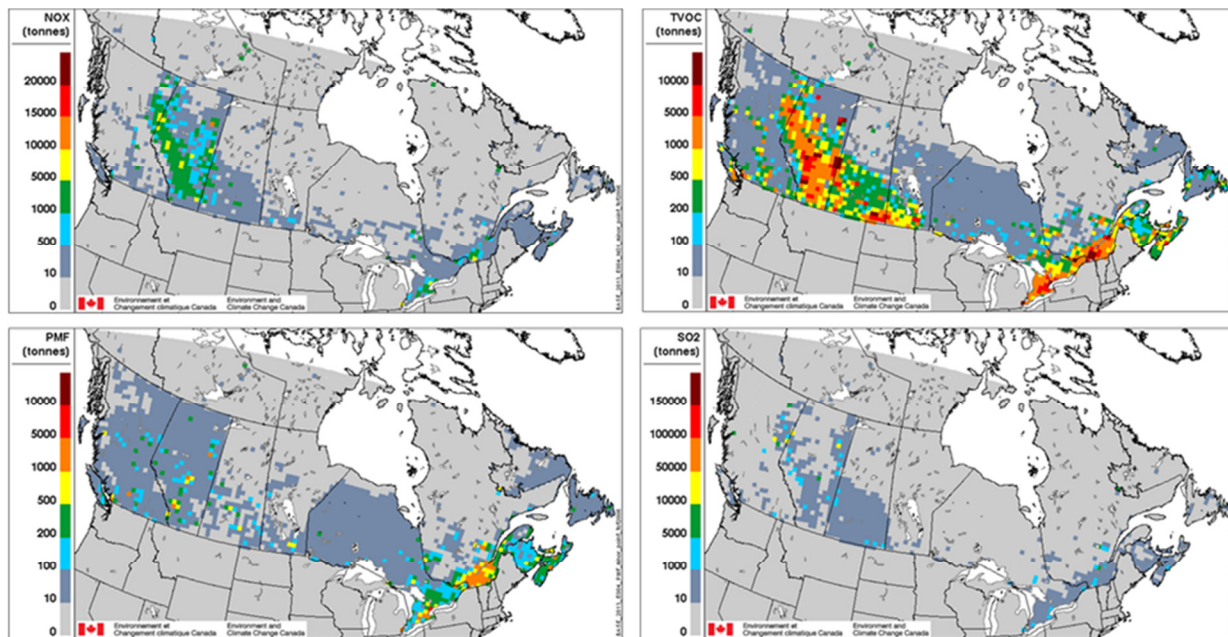 NOX
(tonnes)
20000
15000
10000
5000
1000
500
10
0
Environnement et
Changement climatique Canada
Environment and
Climate Change Canada
TVOC
(tonnes)
10000
5000
1000
500
200
100
10
0
Environnement et
Changement climatique Canada
Environment and
Climate Change Canada
PMF
(tonnes)
10000
5000
1000
500
200
100
10
0
Environnement et
Changement climatique Canada
Environment and
Climate Change Canada
SO2
(tonnes)
150000
100000
50000
10000
5000
1000
10
0
Environnement et
Changement climatique Canada
Environment and
Climate Change Canada